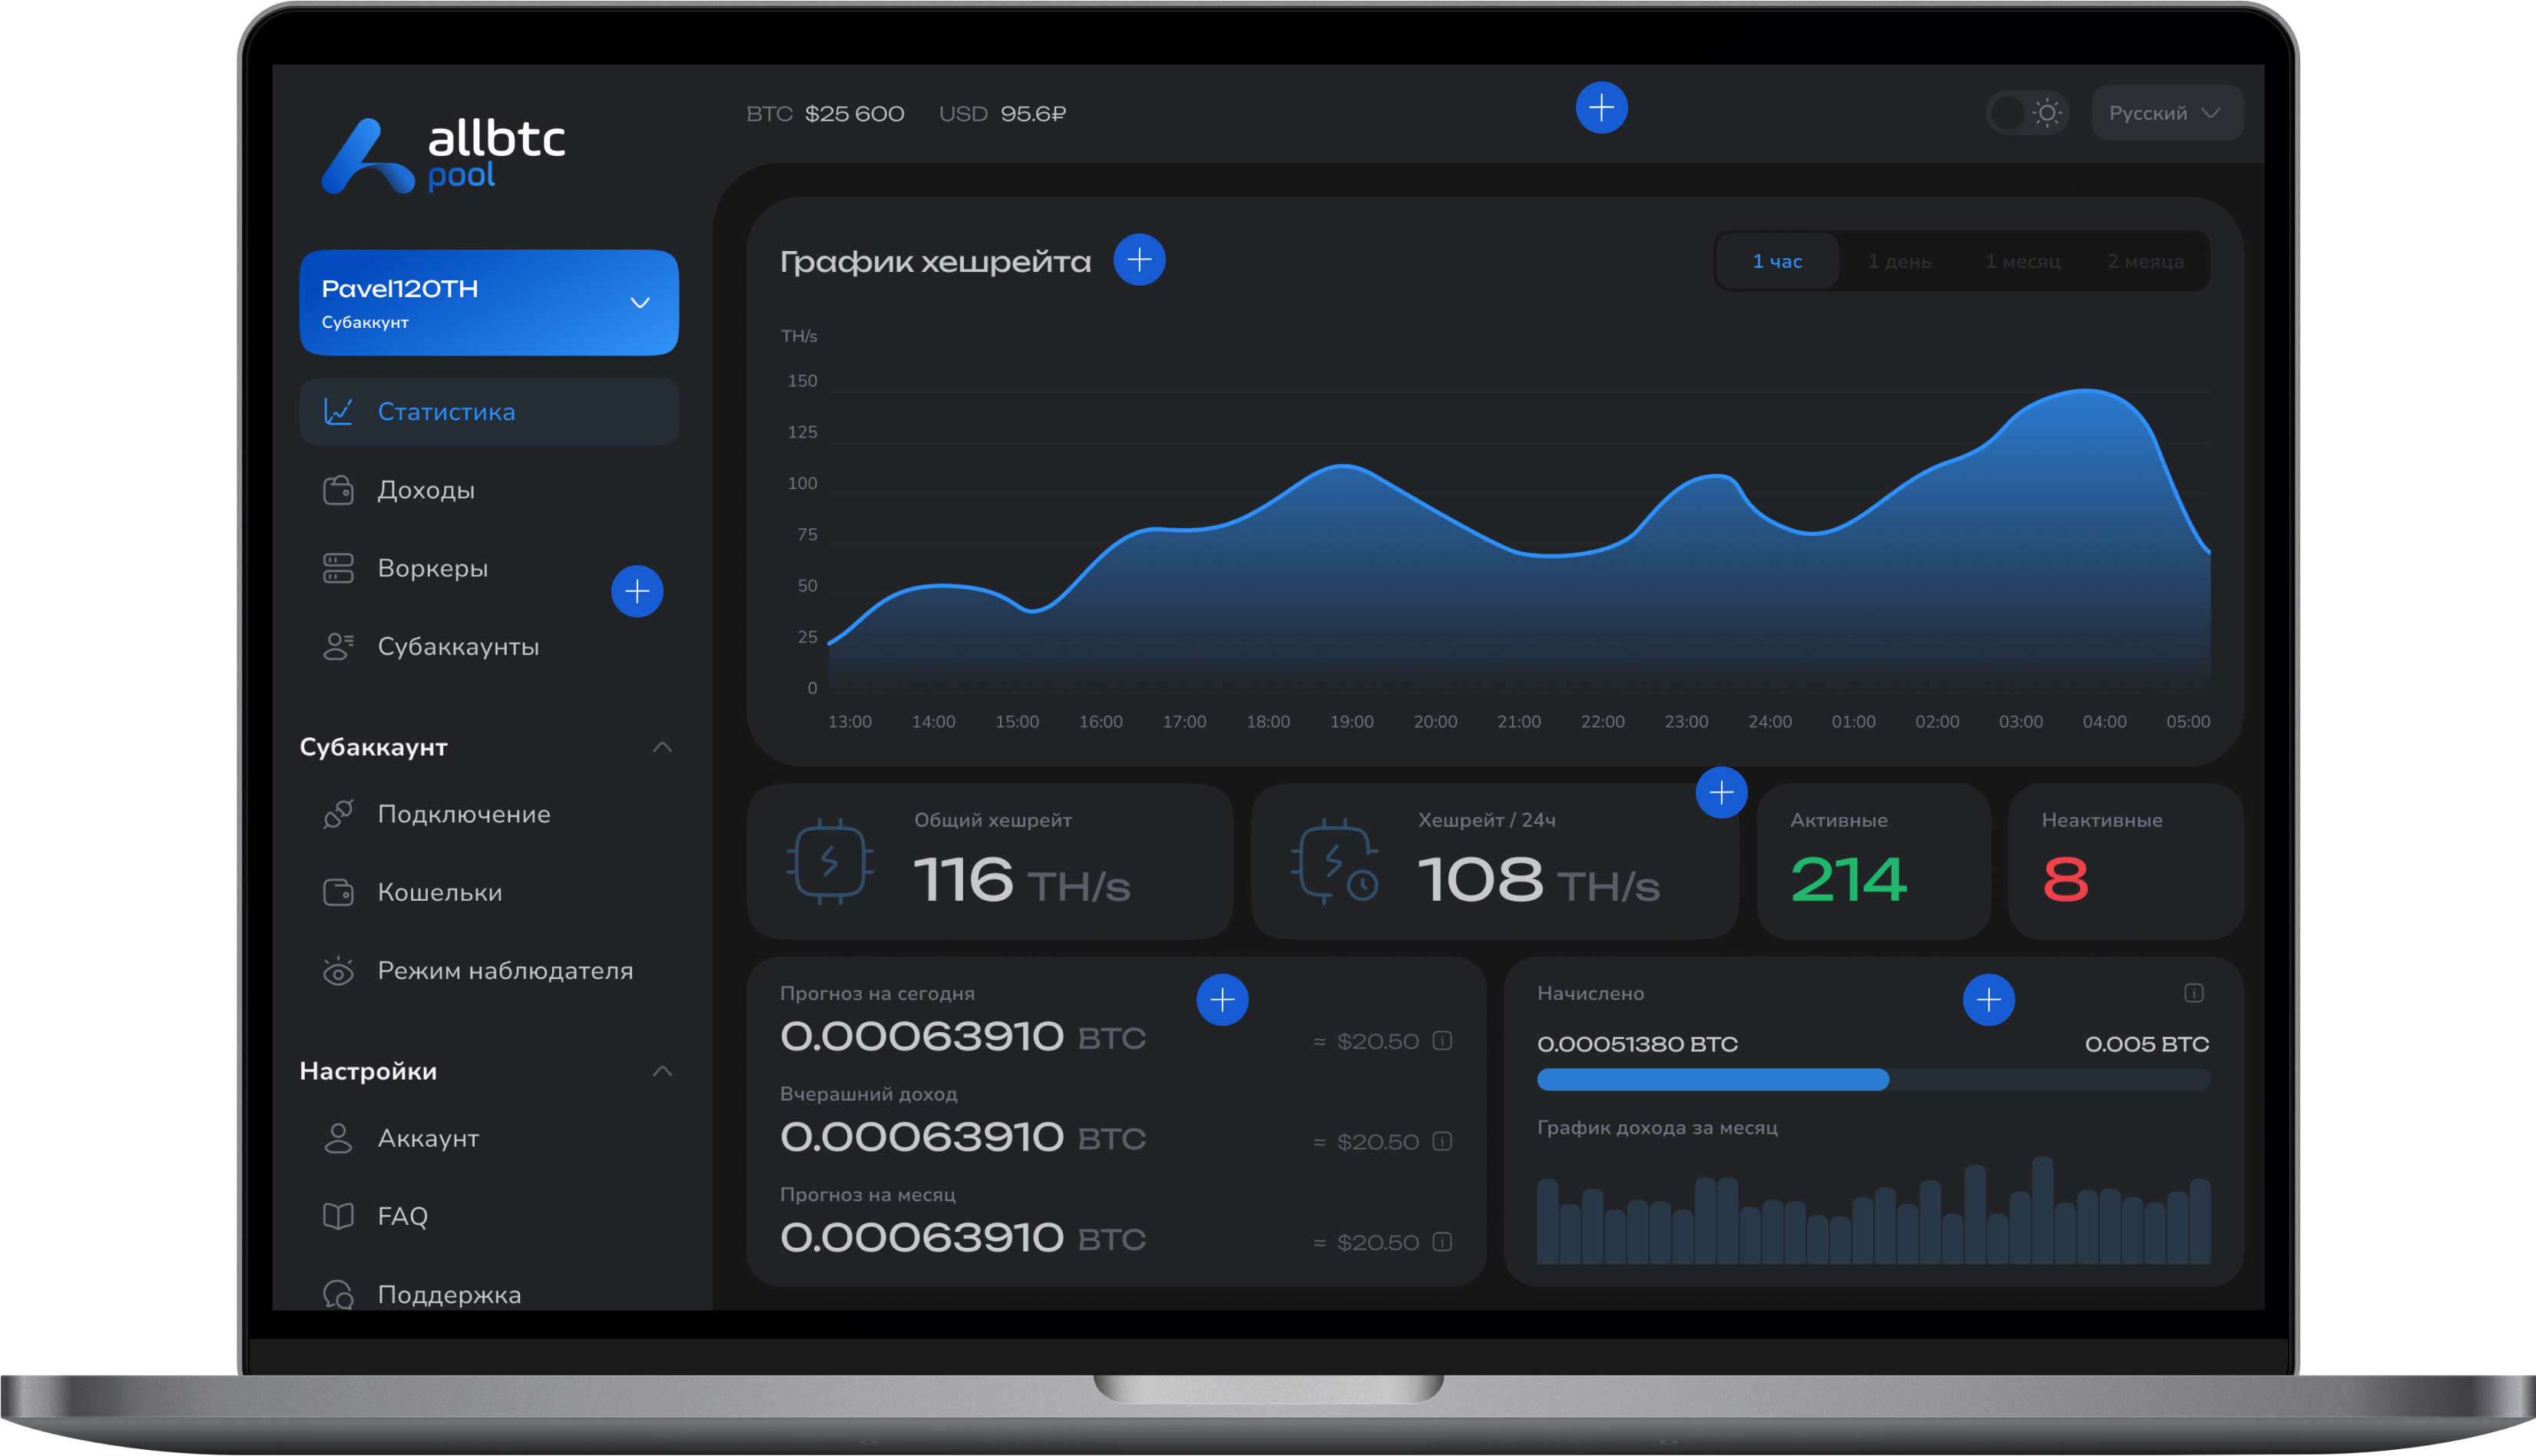 allbtc
pool
BTC $25 600 USD 95.6₽
Русский
Pavel120TH
Субаккунт
Статистика
Доходы
Воркеры
Субаккаунты
Субаккаунт
Подключение
Кошельки
Режим наблюдателя
Настройки
Аккаунт
FAQ
Поддержка
График хешрейта
1 час 1 день 1 месяц 2 меяца
TH/s
150
125
100
75
50
25
0
13:00 14:00 15:00 16:00 17:00 18:00 19:00 20:00 21:00 22:00 23:00 24:00 01:00 02:00 03:00 04:00 05:00
Общий хешрейт
116 TH/s
Хешрейт / 24ч
108 TH/s
Активные
214
Неактивные
8
Прогноз на сегодня
0.00063910 BTC ≈ $20.50
Вчерашний доход
0.00063910 BTC ≈ $20.50
Прогноз на месяц
0.00063910 BTC ≈ $20.50
Начислено
0.00051380 BTC 0.005 BTC
График дохода за месяц